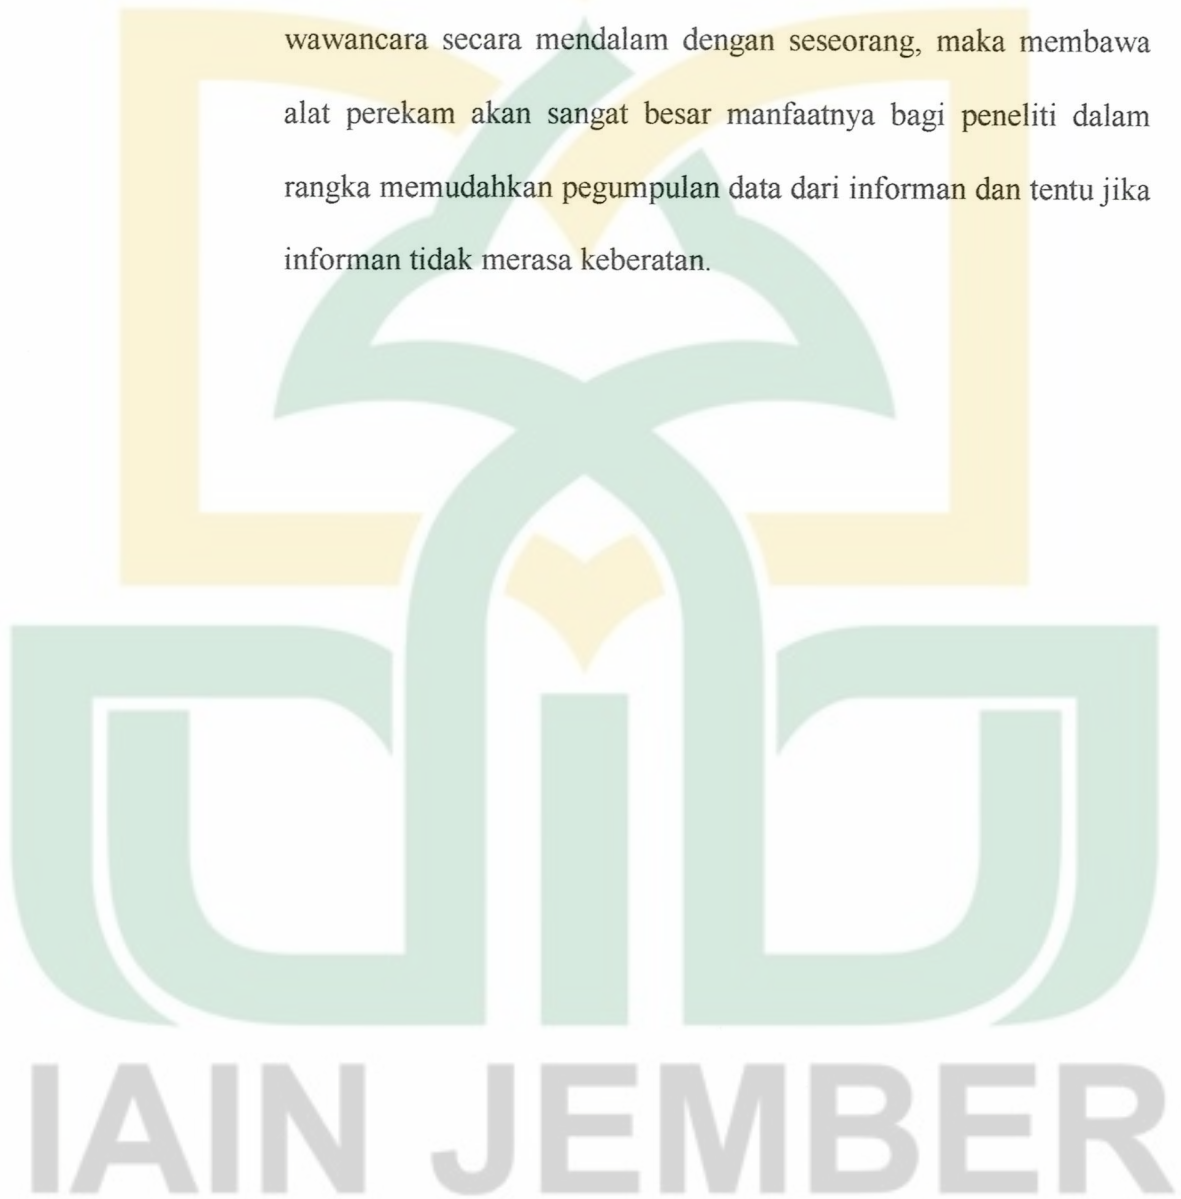 wawancara secara mendalam dengan seseorang, maka membawa
alat perekam akan sangat besar manfaatnya bagi peneliti dalam
rangka memudahkan pegumpulan data dari informan dan tentu jika
informan tidak merasa keberatan.
IAIN JEMBER